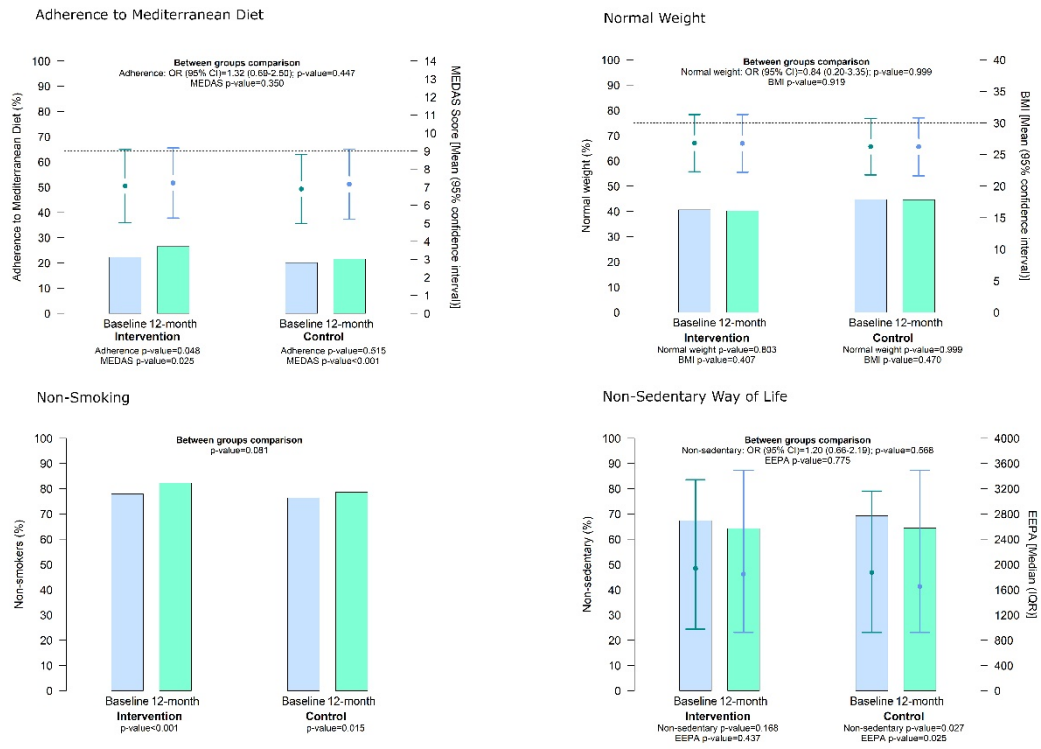 Adherence to Mediterranean Diet
Between groups comparison
Adherence: OR (95% CI)=1.32 (0.69-2.50); p-value=0.447
MEDAS p-value=0.350
Adherence to Mediterranean Diet (%)
100
90
80
70
60
50
40
30
20
10
0
14
13
12
11
10
9
8
7
6
5
4
3
2
1
0
MEDAS Score [Mean (95% confidence interval)]
Baseline 12-month
Intervention
Adherence p-value=0.048
MEDAS p-value=0.025
Baseline 12-month
Control
Adherence p-value=0.515
MEDAS p-value<0.001
Normal Weight
Between groups comparison
Normal weight: OR (95% CI)=0.84 (0.20-3.35); p-value=0.999
BMI p-value=0.919
Normal weight (%)
100
90
80
70
60
50
40
30
20
10
0
40
35
30
25
20
15
10
5
0
BMI [Mean (95% confidence interval)]
Baseline 12-month
Intervention
Normal weight p-value=0.803
BMI p-value=0.407
Baseline 12-month
Control
Normal weight p-value=0.999
BMI p-value=0.470
Non-Smoking
Between groups comparison
p-value=0.081
Non-smokers (%)
100
90
80
70
60
50
40
30
20
10
0
Baseline 12-month
Intervention
p-value<0.001
Baseline 12-month
Control
p-value=0.015
Non-Sedentary Way of Life
Between groups comparison
Non-sedentary: OR (95% CI)=1.20 (0.66-2.19); p-value=0.568
EEPA p-value=0.775
Non-sedentary (%)
100
90
80
70
60
50
40
30
20
10
0
4000
3600
3200
2800
2400
2000
1600
1200
800
400
0
EEPA [Median (IQR)]
Baseline 12-month
Intervention
Non-sedentary p-value=0.168
EEPA p-value=0.437
Baseline 12-month
Control
Non-sedentary p-value=0.027
EEPA p-value=0.025